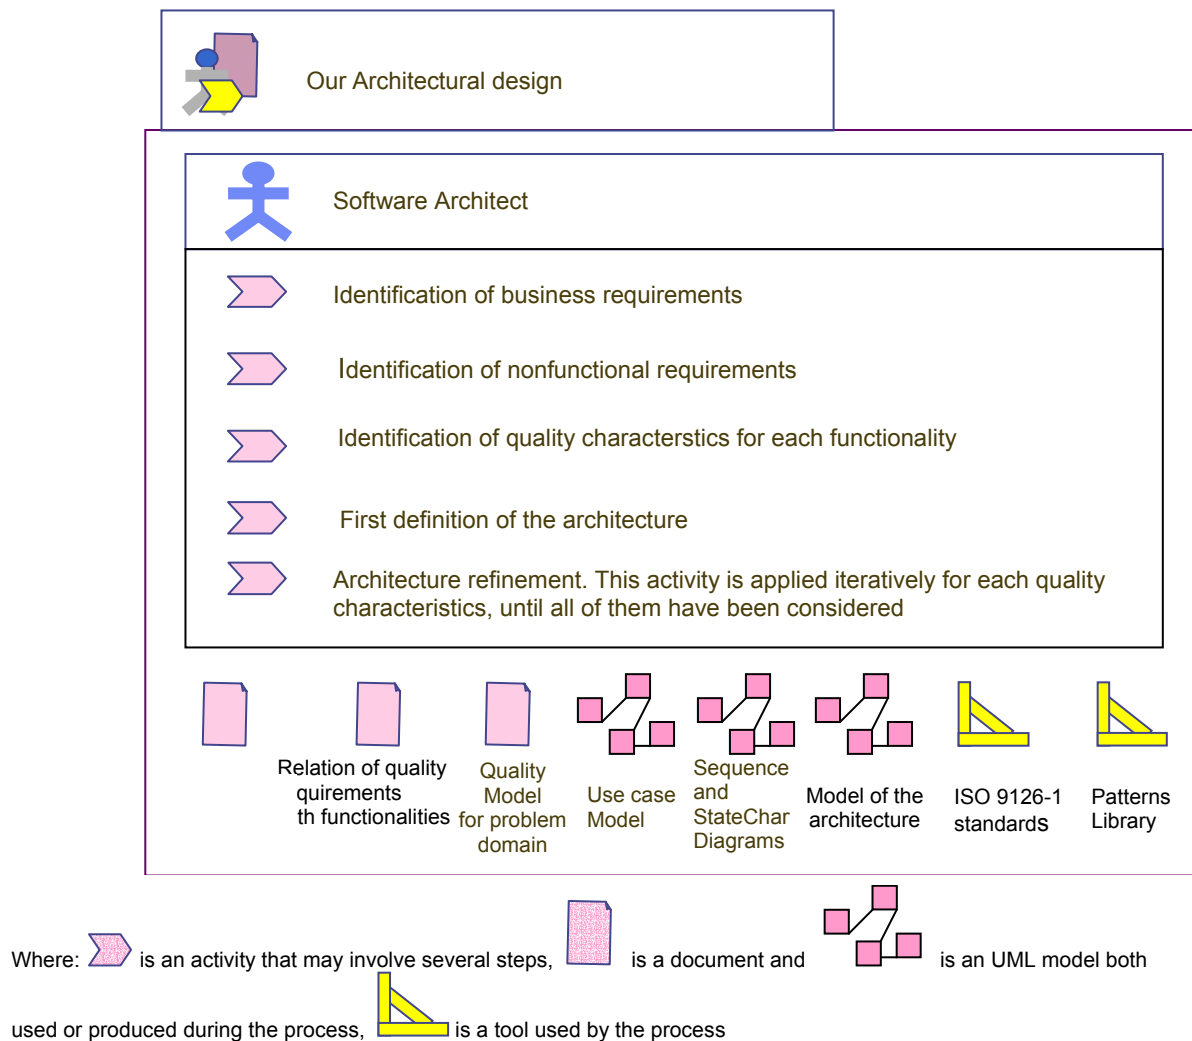 Our Architectural design
Software Architect
Identification of business requirements
Identification of nonfunctional requirements
Identification of quality characterstics for each functionality
First definition of the architecture
Architecture refinement. This activity is applied iteratively for each quality
characteristics, until all of them have been considered
Relation of quality
quirements
th functionalities
Quality
Model
for problem
domain
Use case
Model
Sequence
and
StateChar
Diagrams
Model of the
architecture
ISO 9126-1
standards
Patterns
Library
Where: is an activity that may involve several steps, is a document and is an UML model both
used or produced during the process, is a tool used by the process